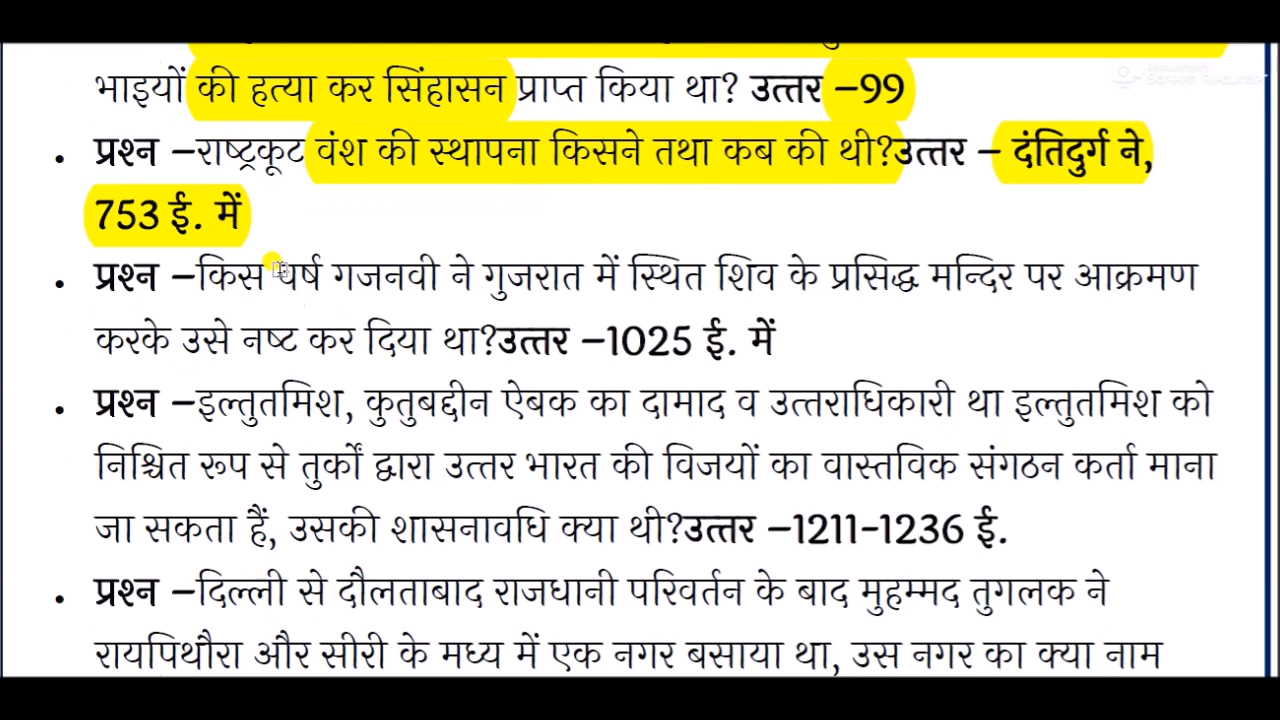 भाइयों की हत्या कर सिंहासन प्राप्त किया था? उत्तर –99
• प्रश्न –राष्ट्रकूट वंश की स्थापना किसने तथा कब की थी?उत्तर – दंतिदुर्ग ने,
753 ई. में
• प्रश्न –किस वर्ष गजनवी ने गुजरात में स्थित शिव के प्रसिद्ध मन्दिर पर आक्रमण
करके उसे नष्ट कर दिया था?उत्तर –1025 ई. में
• प्रश्न –इल्तुतमिश, कुतुबद्दीन ऐबक का दामाद व उत्तराधिकारी था इल्तुतमिश को
निश्चित रूप से तुर्कों द्वारा उत्तर भारत की विजयों का वास्तविक संगठन कर्ता माना
जा सकता हैं, उसकी शासनावधि क्या थी?उत्तर –1211-1236 ई.
• प्रश्न –दिल्ली से दौलताबाद राजधानी परिवर्तन के बाद मुहम्मद तुगलक ने
रायपिथौरा और सीरी के मध्य में एक नगर बसाया था, उस नगर का क्या नाम
Screen Recorder